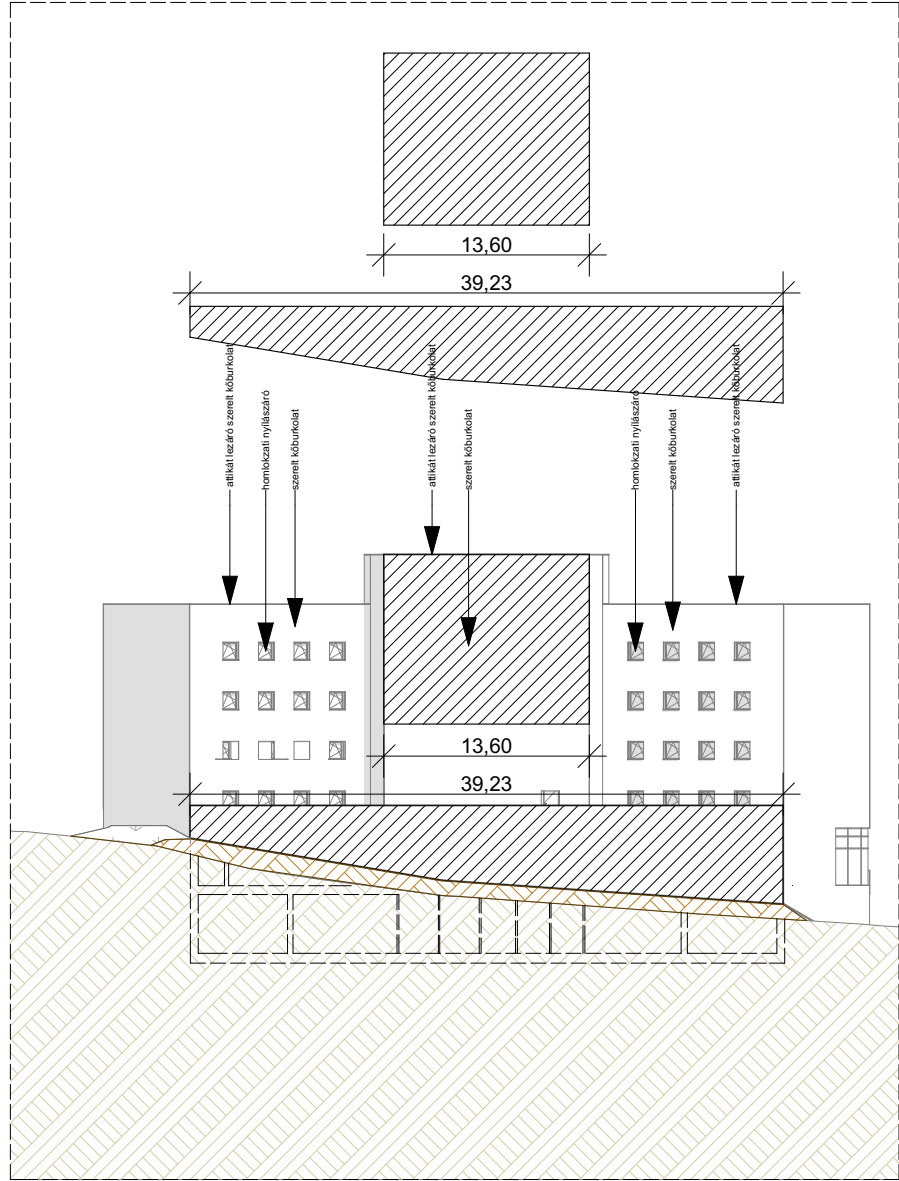 13,60
39,23
attikát lezáró szerelt kőburkolat
homlokzati nyílászáró
szerelt kőburkolat
attikát lezáró szerelt kőburkolat
szerelt kőburkolat
homlokzati nyílászáró
szerelt kőburkolat
attikát lezáró szerelt kőburkolat
13,60
39,23